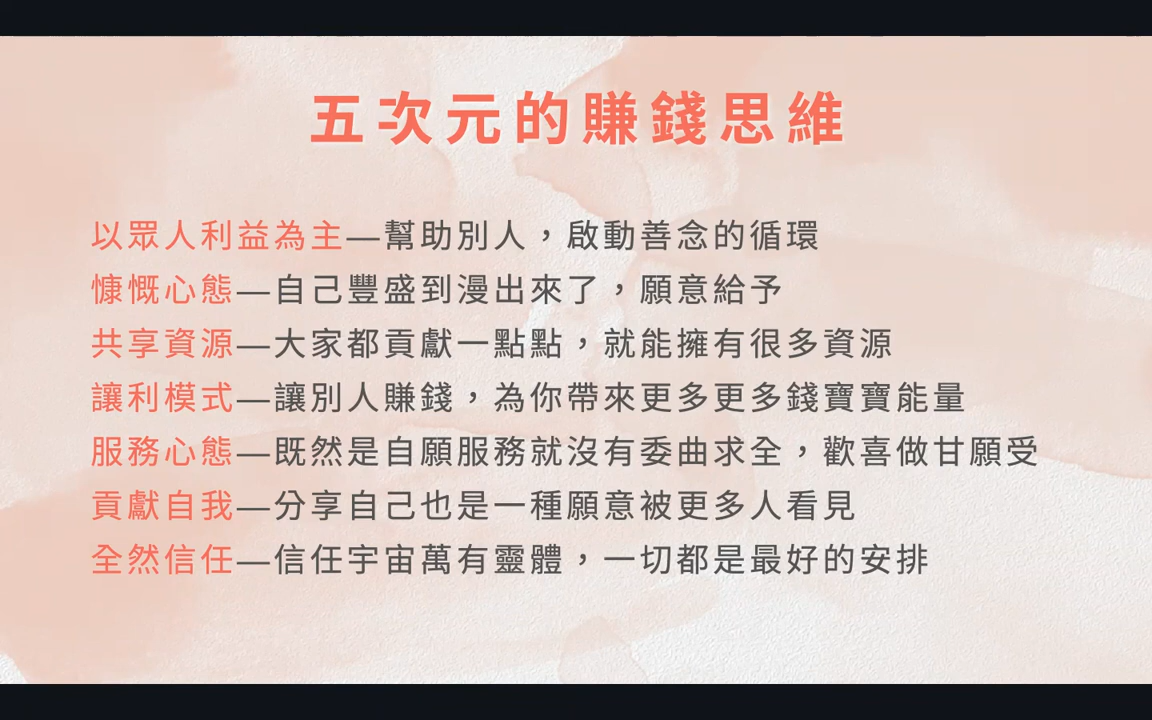 五次元的賺錢思維
以眾人利益為主—幫助別人，啟動善念的循環
慷慨心態—自己豐盛到漫出來了，願意給予
共享資源—大家都貢獻一點點，就能擁有很多資源
讓利模式—讓別人賺錢，為你帶來更多更多錢寶寶能量
服務心態—既然是自願服務就沒有委曲求全，歡喜做甘願受
貢獻自我—分享自己也是一種願意被更多人看見
全然信任—信任宇宙萬有靈體，一切都是最好的安排